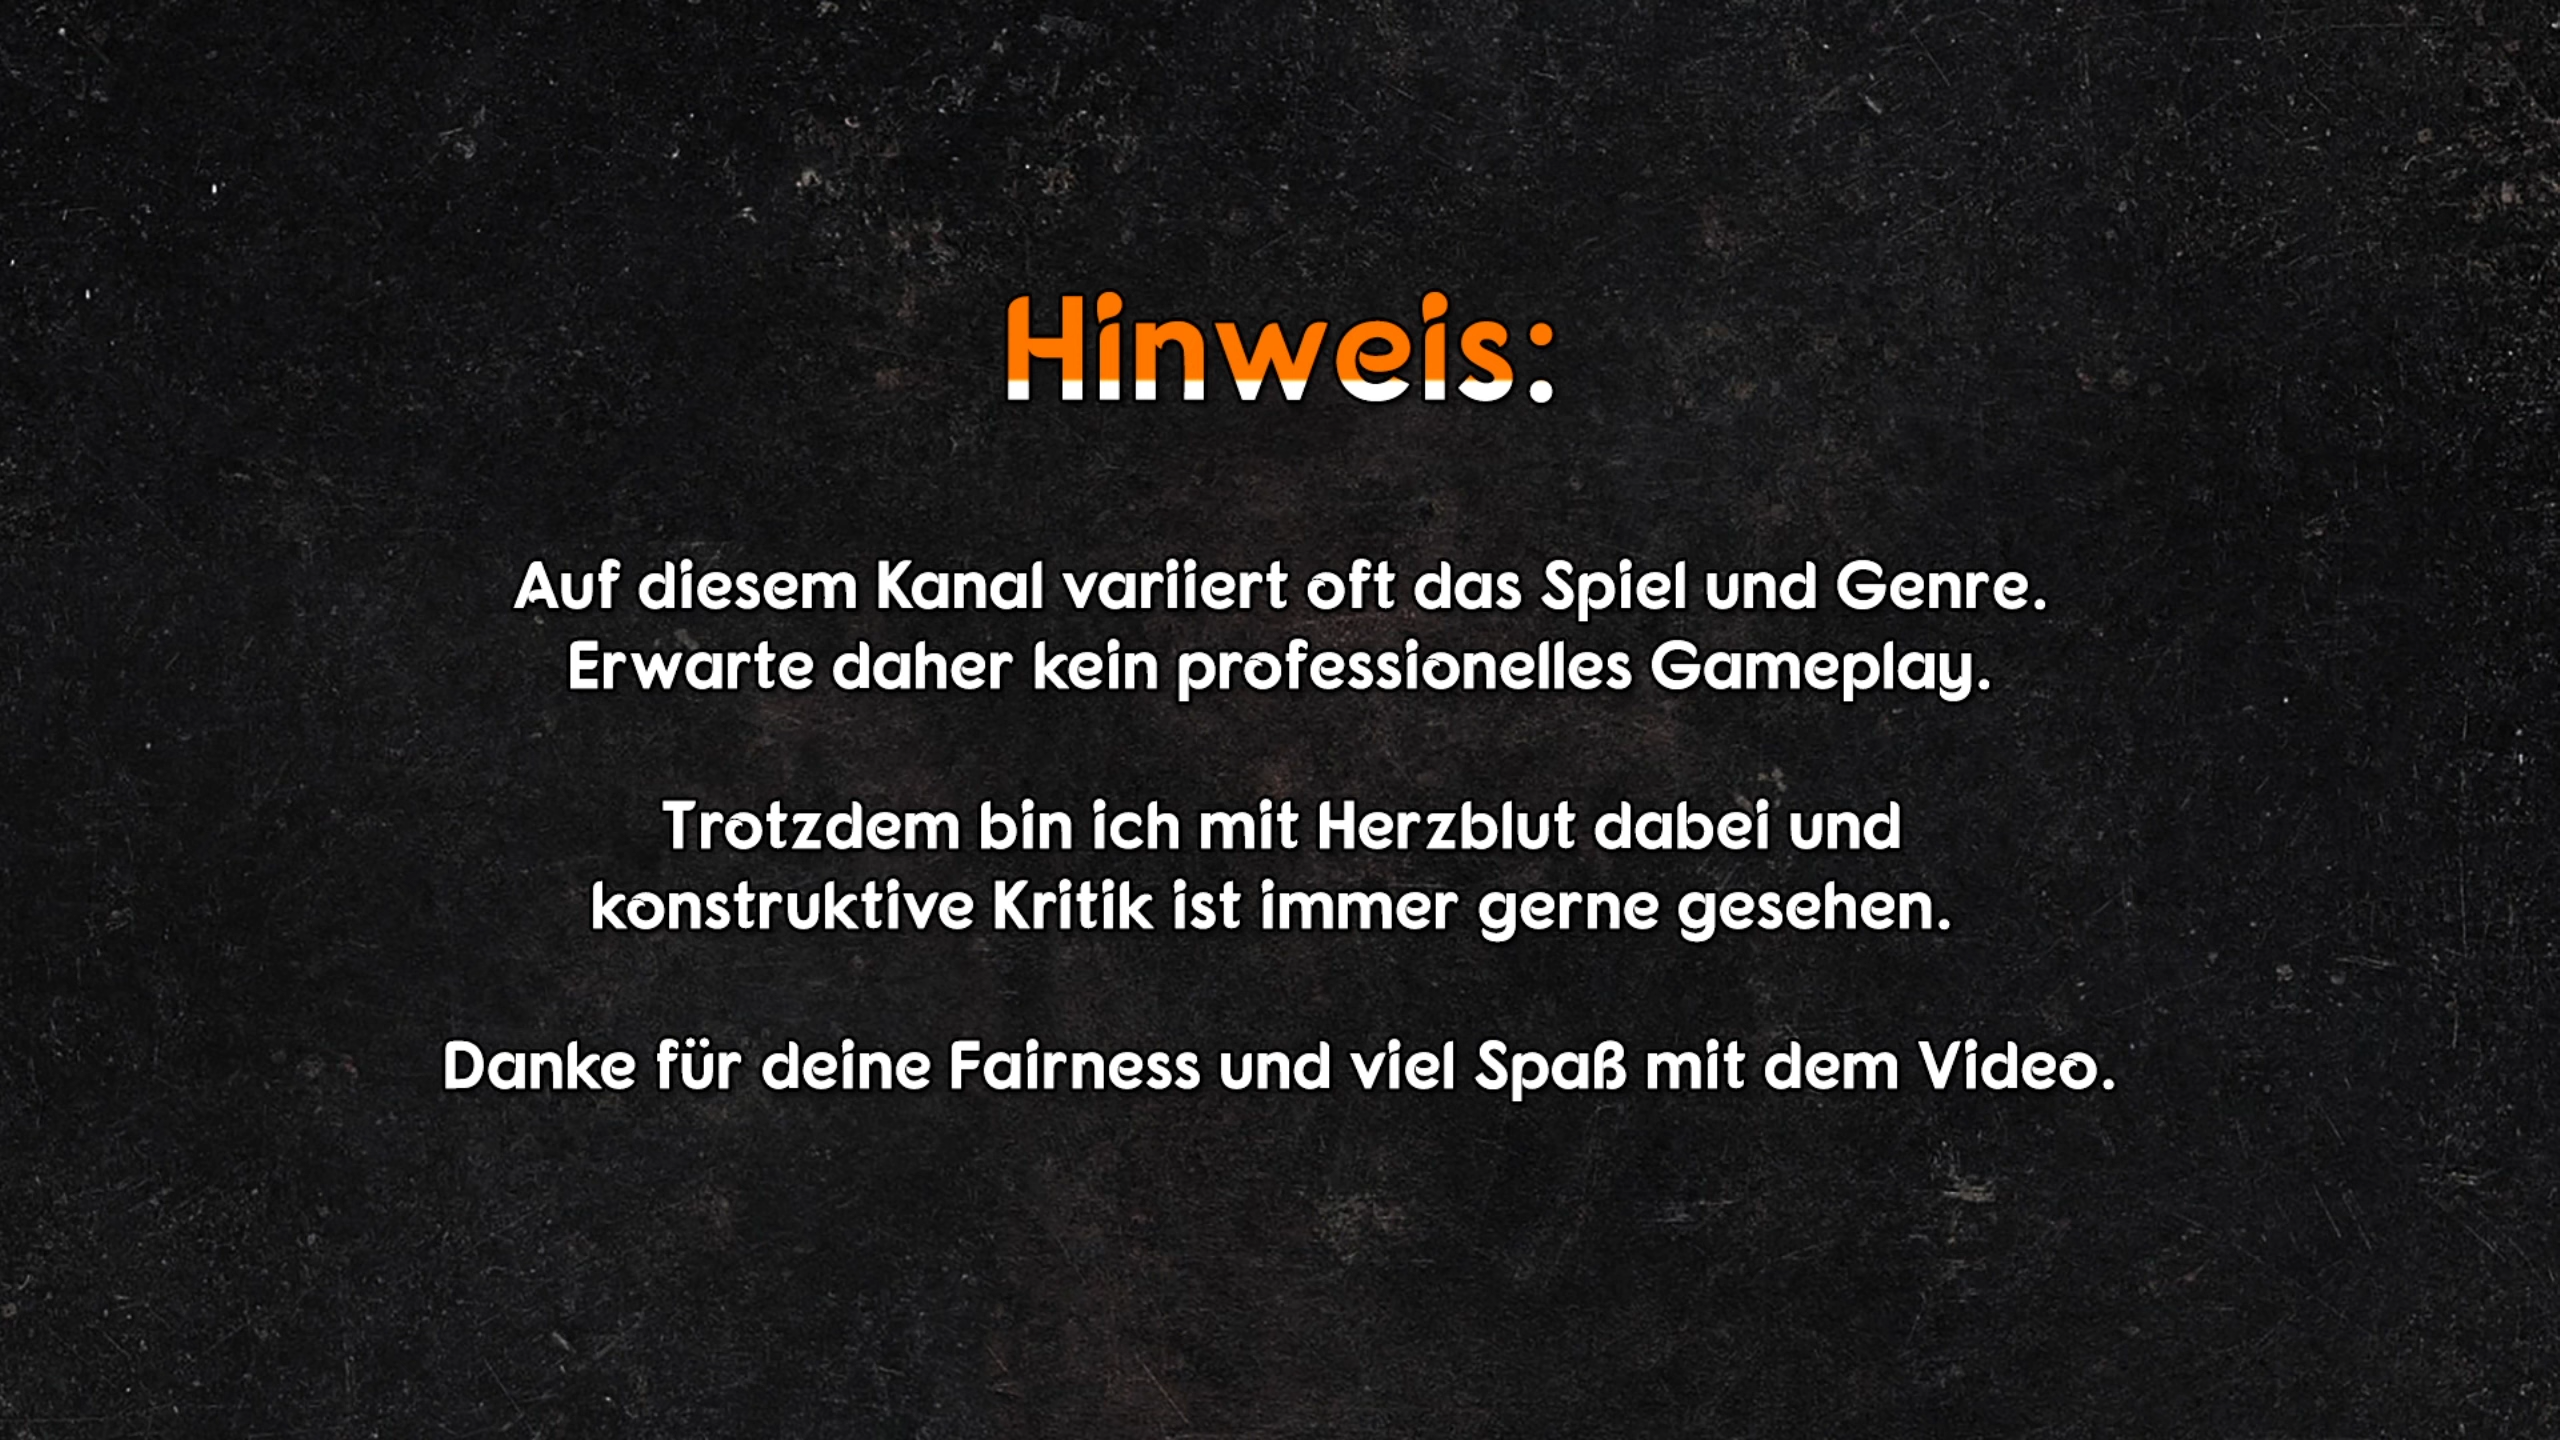 Hinweis:
Auf diesem Kanal variiert oft das Spiel und Genre.
Erwarte daher kein professionelles Gameplay.
Trotzdem bin ich mit Herzblut dabei und
konstruktive Kritik ist immer gerne gesehen.
Danke für deine Fairness und viel Spaß mit dem Video.